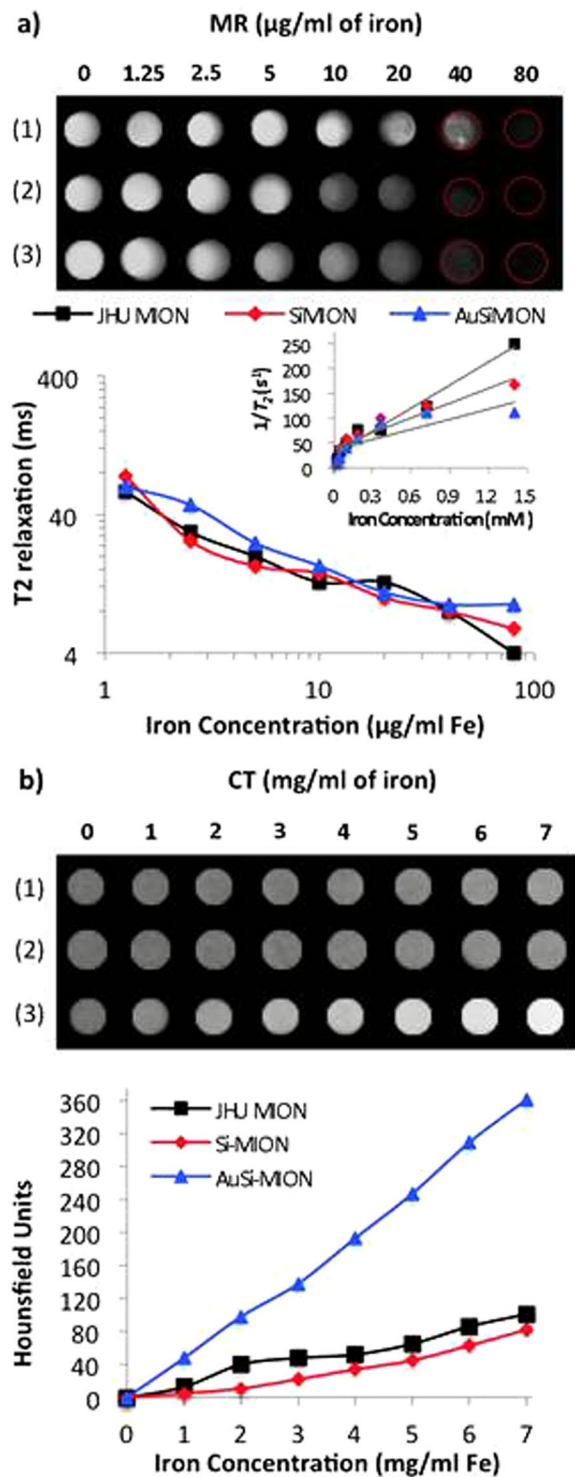 a)
MR (µg/ml of iron)
0 1.25 2.5 5 10 20 40 80
(1)
(2)
(3)
JHU MION SiMION AuSiMION
400
40
4
T2 relaxation (ms)
250
200
150
100
50
0
1/T2 (s¹)
0 0.3 0.6 0.9 1.2 1.5
Iron Concentration (mM)
1 10 100
Iron Concentration (µg/ml Fe)
b)
CT (mg/ml of iron)
0 1 2 3 4 5 6 7
(1)
(2)
(3)
360
320
280
240
200
160
120
80
40
0
Hounsfield Units
JHU MION
Si-MION
AuSi-MION
0 1 2 3 4 5 6 7
Iron Concentration (mg/ml Fe)